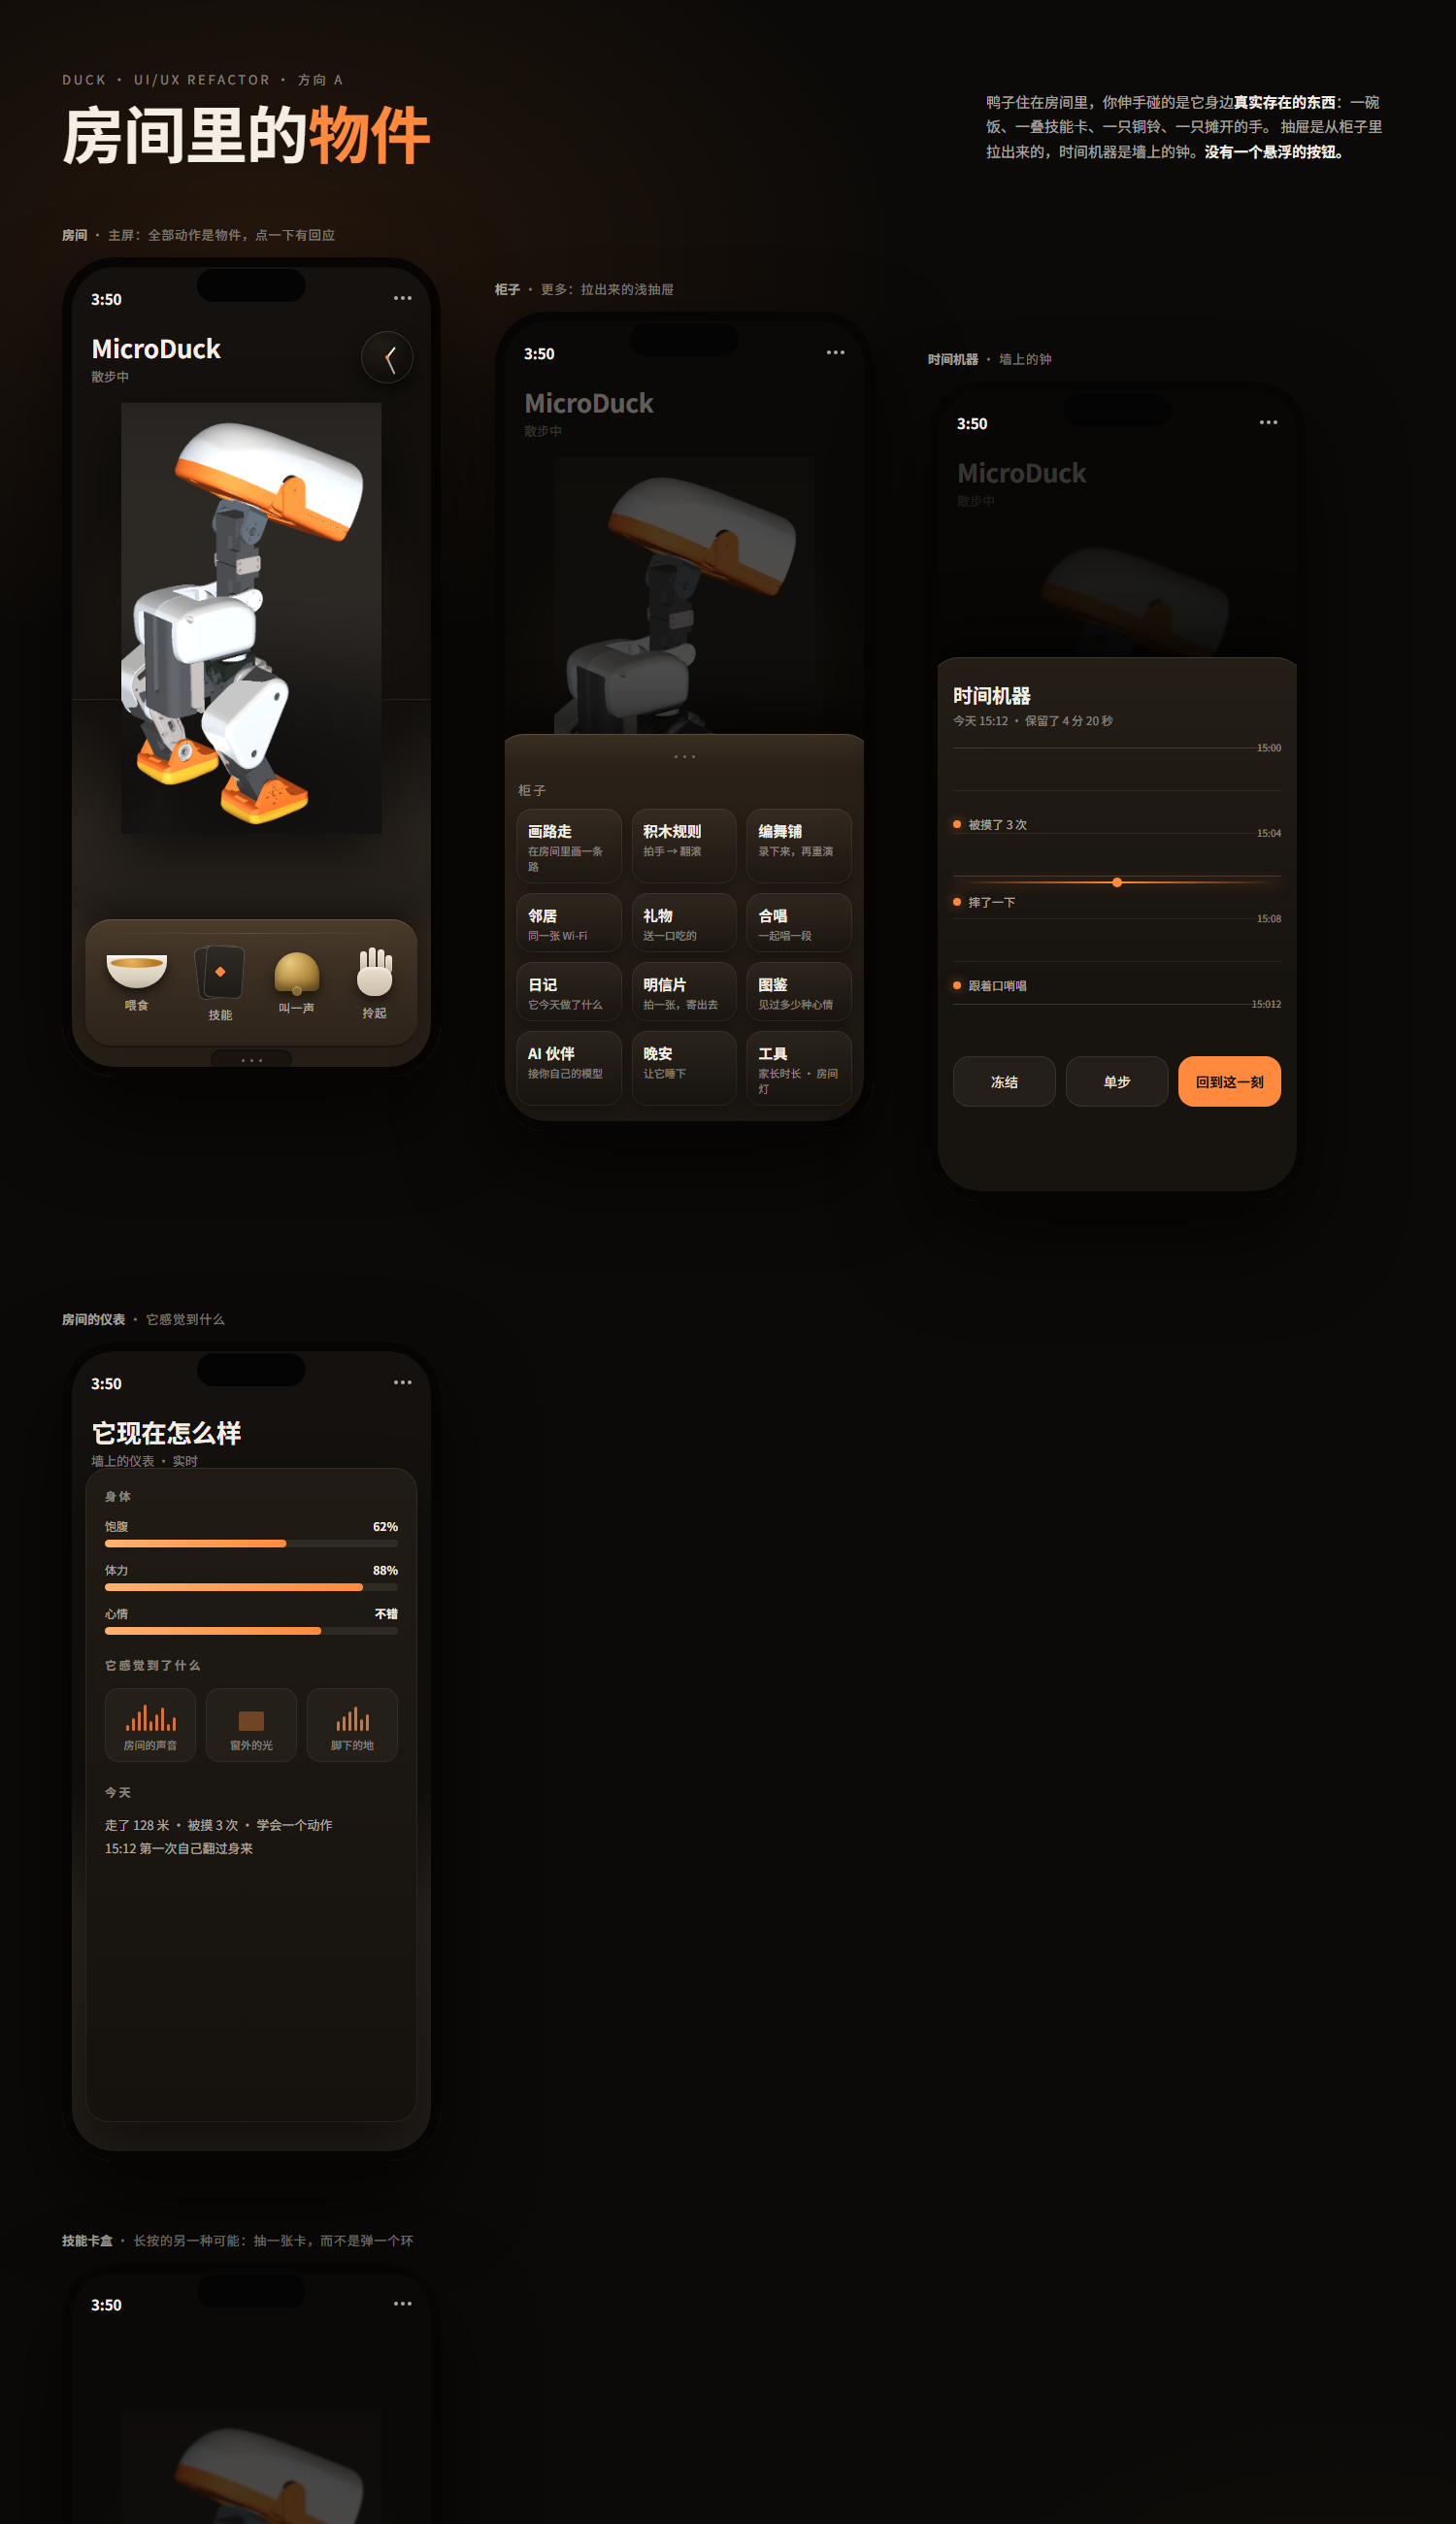 DUCK · UI/UX REFACTOR · 方向 A
房间里的物件
鸭子住在房间里，你伸手碰的是它身边真实存在的东西：一碗
饭、一叠技能卡、一只铜铃、一只摊开的手。 抽屉是从柜子里
拉出来的，时间机器是墙上的钟。没有一个悬浮的按钮。
房间 · 主屏：全部动作是物件，点一下有回应
3:50
MicroDuck
散步中
喂食
技能
叫一声
拎起
柜子 · 更多：拉出来的浅抽屉
3:50
MicroDuck
散步中
柜子
画路走
在房间里画一条
路
积木规则
拍手 → 翻滚
编舞铺
录下来，再重演
邻居
同一张 Wi-Fi
礼物
送一口吃的
合唱
一起唱一段
日记
它今天做了什么
明信片
拍一张，寄出去
图鉴
见过多少种心情
AI 伙伴
接你自己的模型
晚安
让它睡下
工具
家长时长 · 房间
灯
时间机器 · 墙上的钟
3:50
MicroDuck
散步中
时间机器
今天 15:12 · 保留了 4 分 20 秒
15:00
被摸了 3 次
15:04
摔了一下
15:08
跟着口哨唱
15:012
冻结
单步
回到这一刻
房间的仪表 · 它感觉到什么
3:50
它现在怎么样
墙上的仪表 · 实时
身体
饱腹 62%
体力 88%
心情 不错
它感觉到了什么
房间的声音
窗外的光
脚下的地
今天
走了 128 米 · 被摸 3 次 · 学会一个动作
15:12 第一次自己翻过身来
技能卡盒 · 长按的另一种可能：抽一张卡，而不是弹一个环
3:50